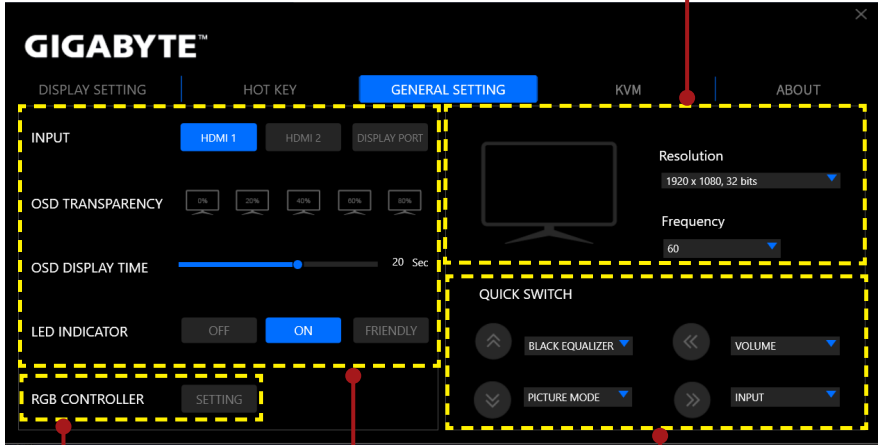 GIGABYTE™
DISPLAY SETTING HOT KEY GENERAL SETTING KVM ABOUT
INPUT HDMI 1 HDMI 2 DISPLAY PORT
OSD TRANSPARENCY 0% 20% 40% 60% 80%
OSD DISPLAY TIME 20 Sec
LED INDICATOR OFF ON FRIENDLY
RGB CONTROLLER SETTING
Resolution
1920 x 1080, 32 bits
Frequency
60
QUICK SWITCH
BLACK EQUALIZER VOLUME
PICTURE MODE INPUT